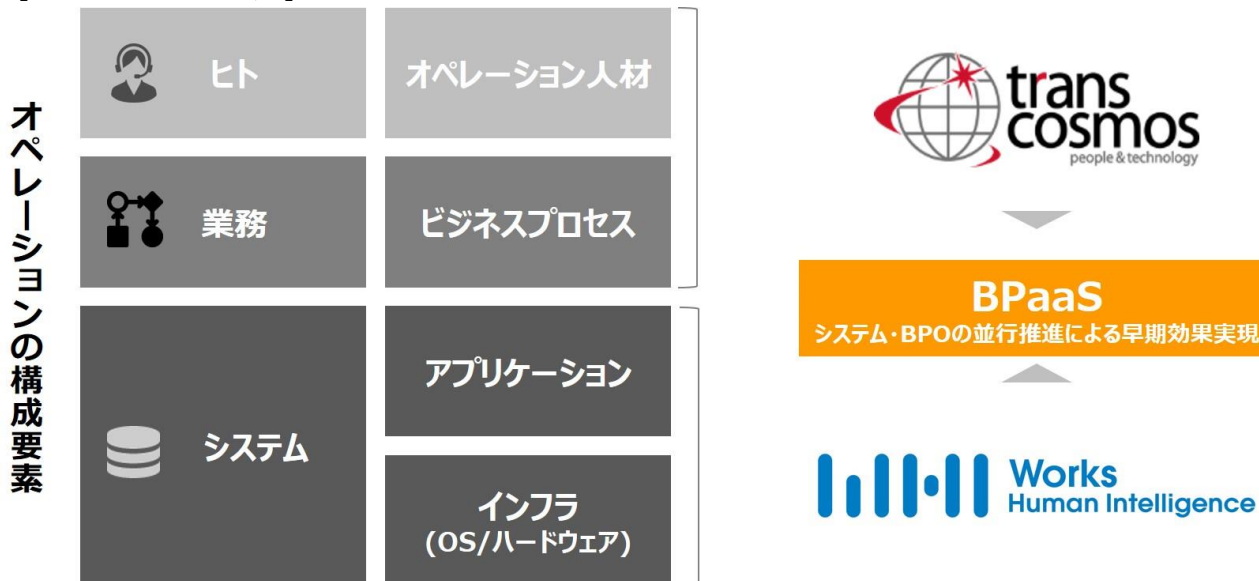 オペレーションの構成要素
ヒト
オペレーション人材
業務
ビジネスプロセス
システム
アプリケーション
インフラ
(OS/ハードウェア)
trans
cosmos
people & technology
BPaaS
システム・BPOの並行推進による早期効果実現
Works
Human Intelligence